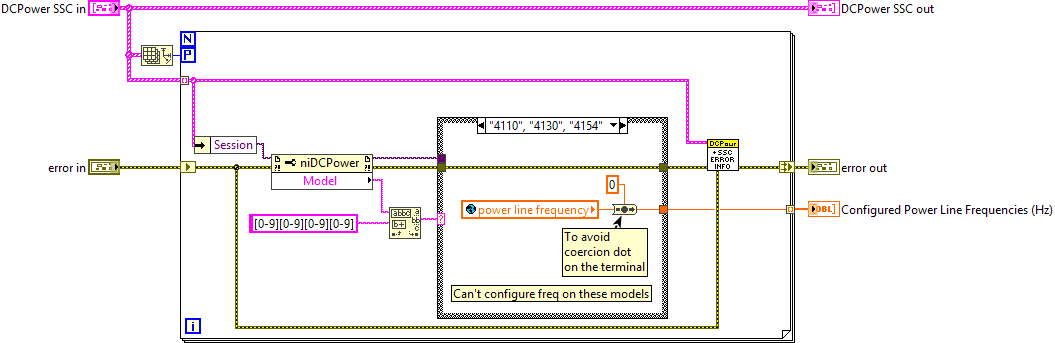 DCPower SSC in
DCPower SSC out
N
P
"4110", "4130", "4154"
Session
DCPowr
+SSC
ERROR
INFO
error in
niDCPower
error out
Model
0
power line frequency
DBL
Configured Power Line Frequencies (Hz)
abbc
b+
[0-9][0-9][0-9][0-9]
?
To avoid
coercion dot
on the terminal
Can't configure freq on these models
i